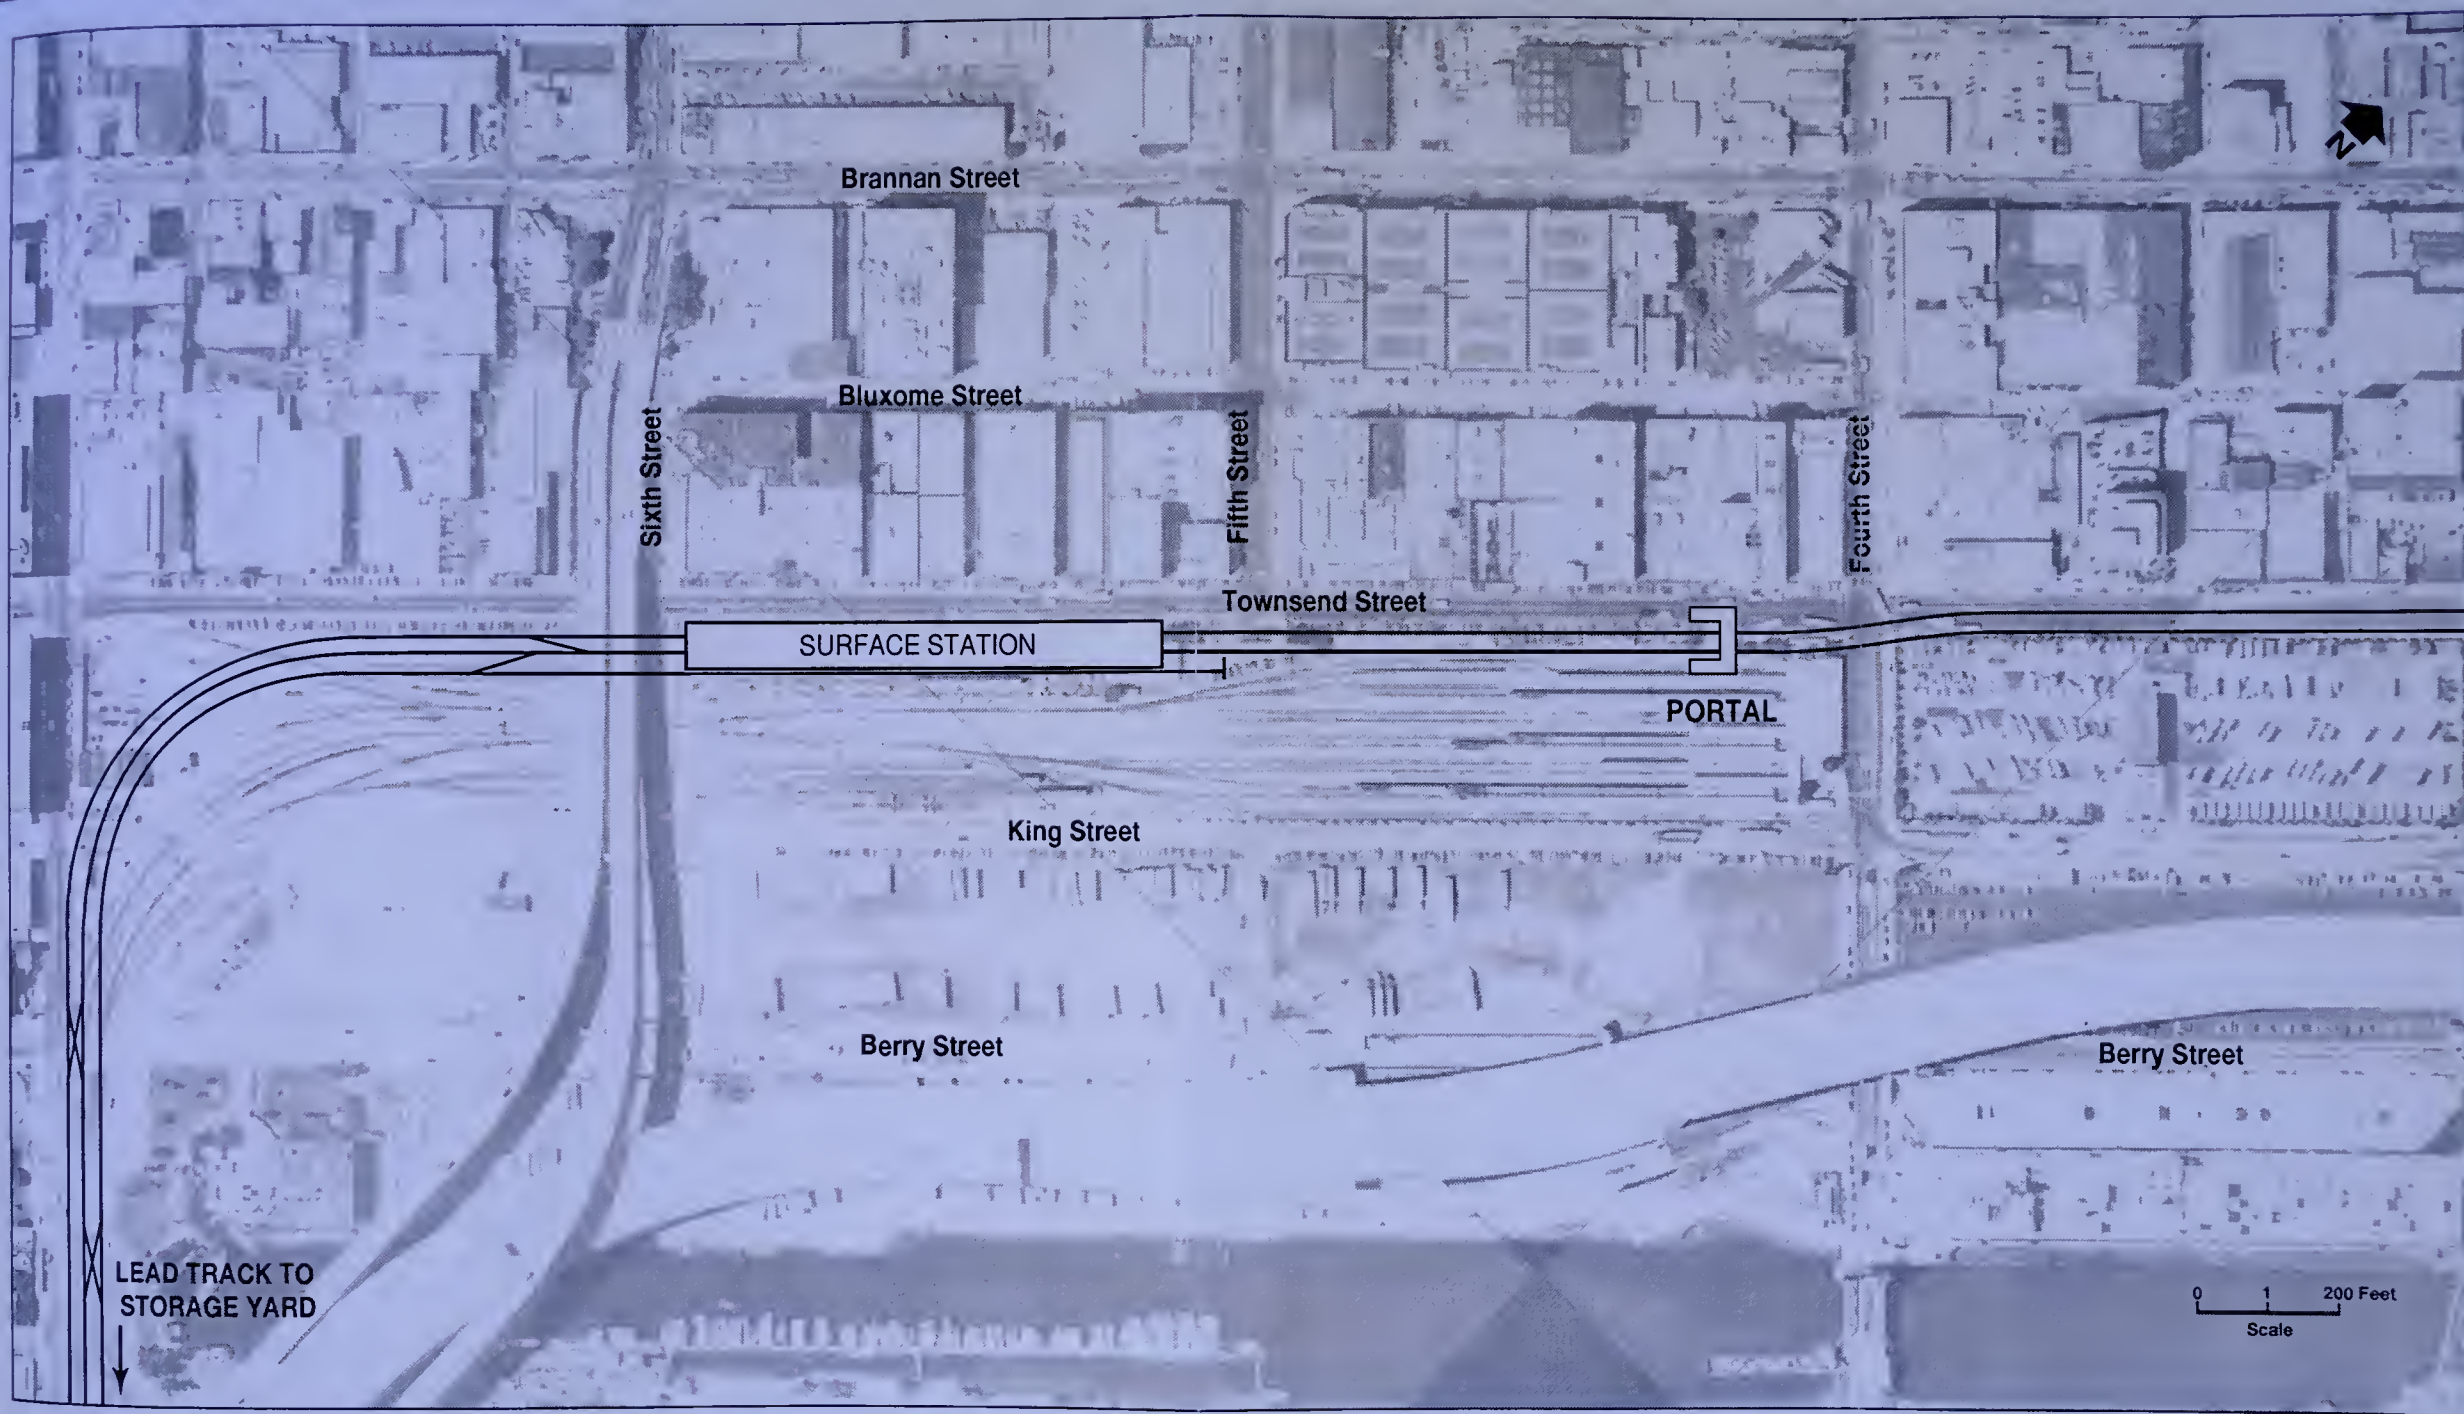 N
Brannan Street
Bluxome Street
Sixth Street
Fifth Street
Fourth Street
Townsend Street
SURFACE STATION
PORTAL
King Street
Berry Street
Berry Street
LEAD TRACK TO
STORAGE YARD
0 1 200 Feet
Scale